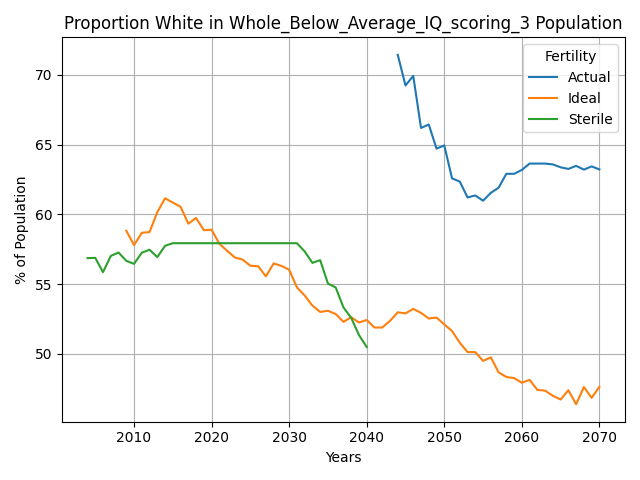 Proportion White in Whole_Below_Average_IQ_scoring_3 Population
Fertility
Actual
Ideal
Sterile
% of Population
70
65
60
55
50
2010 2020 2030 2040 2050 2060 2070
Years